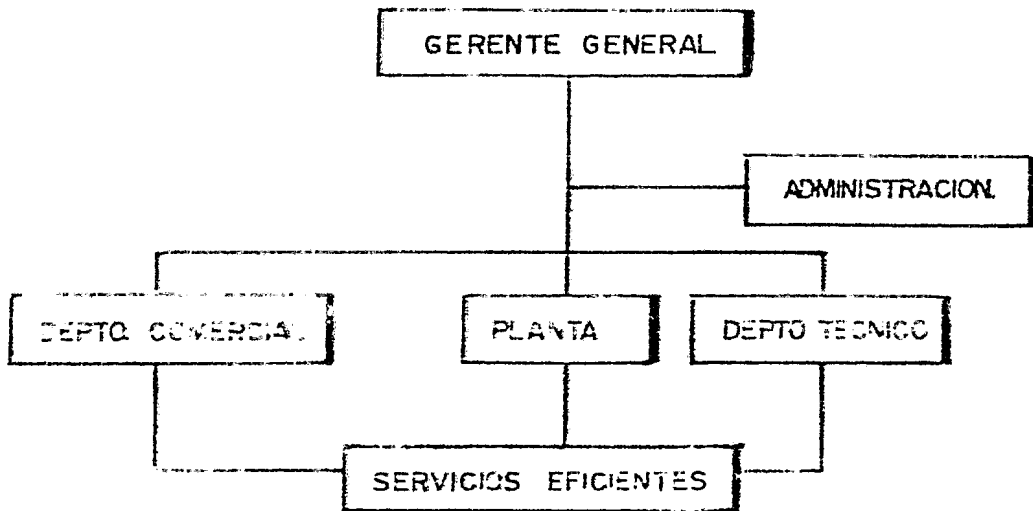 GERENTE GENERAL
ADMINISTRACION.
DEPTO. COMERCIAL.
PLANTA
DEPTO TECNICO
SERVICIOS EFICIENTES